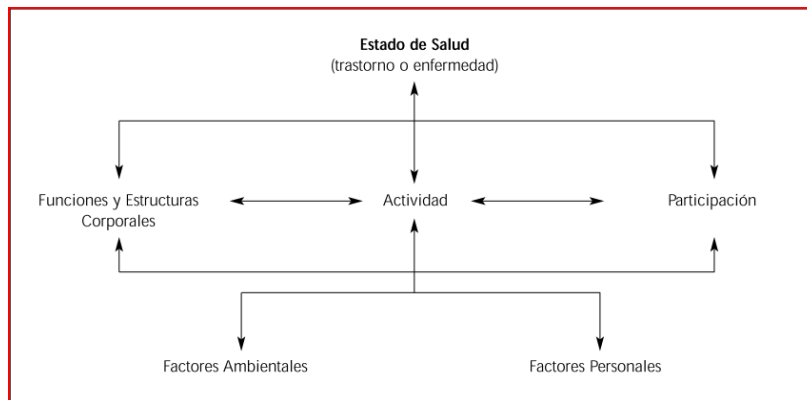 Estado de Salud
(trastorno o enfermedad)
Funciones y Estructuras
Corporales
Actividad
Participación
Factores Ambientales
Factores Personales